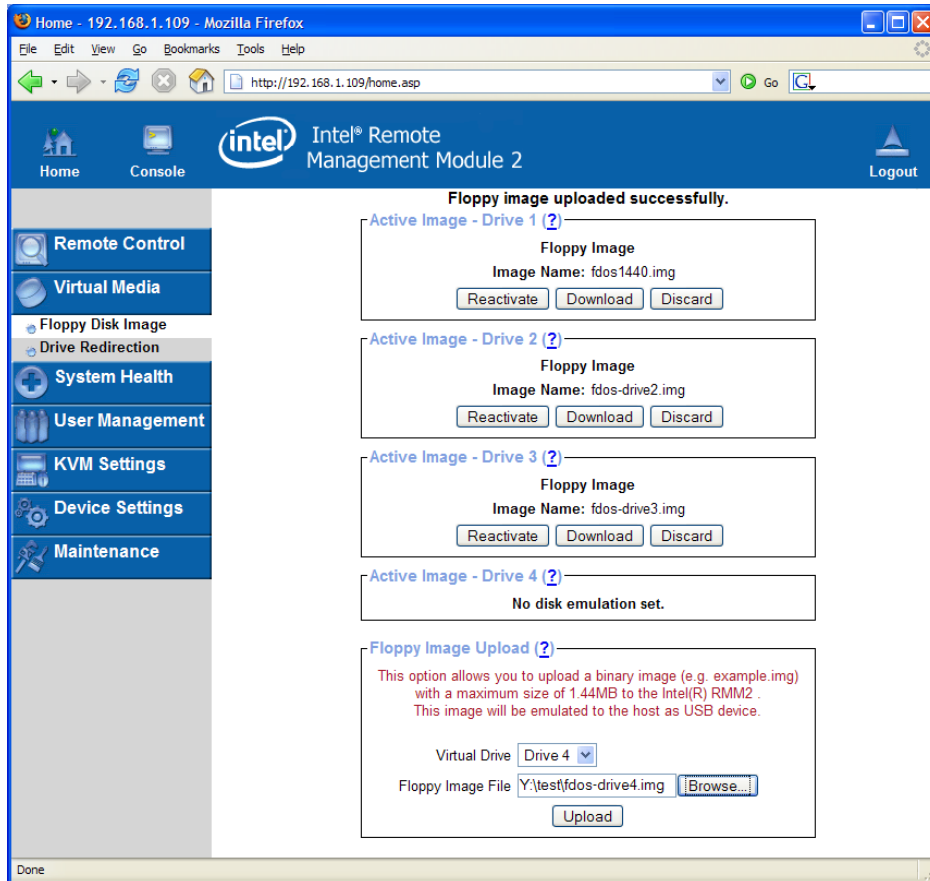 Home - 192.168.1.109 - Mozilla Firefox
File Edit View Go Bookmarks Tools Help
http://192.168.1.109/home.asp Go G
Home Console intel Intel® Remote Management Module 2 Logout
Floppy image uploaded successfully.
Remote Control
Virtual Media
Floppy Disk Image
Drive Redirection
System Health
User Management
KVM Settings
Device Settings
Maintenance
Active Image - Drive 1 (?)
Floppy Image
Image Name: fdos1440.img
Reactivate Download Discard
Active Image - Drive 2 (?)
Floppy Image
Image Name: fdos-drive2.img
Reactivate Download Discard
Active Image - Drive 3 (?)
Floppy Image
Image Name: fdos-drive3.img
Reactivate Download Discard
Active Image - Drive 4 (?)
No disk emulation set.
Floppy Image Upload (?)
This option allows you to upload a binary image (e.g. example.img)
with a maximum size of 1.44MB to the Intel(R) RMM2 .
This image will be emulated to the host as USB device.
Virtual Drive Drive 4
Floppy Image File Y:\test\fdos-drive4.img Browse...
Upload
Done